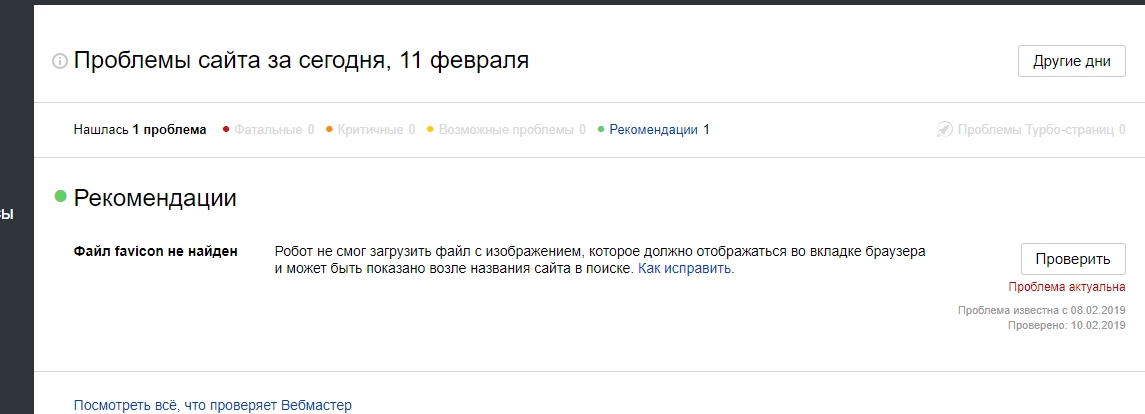 Проблемы сайта за сегодня, 11 февраля
Другие дни
Нашлась 1 проблема Фатальные 0 Критичные 0 Возможные проблемы 0 Рекомендации 1 Проблемы Турбо-страниц 0
Рекомендации
Файл favicon не найден
Робот не смог загрузить файл с изображением, которое должно отображаться во вкладке браузера
и может быть показано возле названия сайта в поиске. Как исправить.
Проверить
Проблема актуальна
Проблема известна с 08.02.2019
Проверено: 10.02.2019
Посмотреть всё, что проверяет Вебмастер